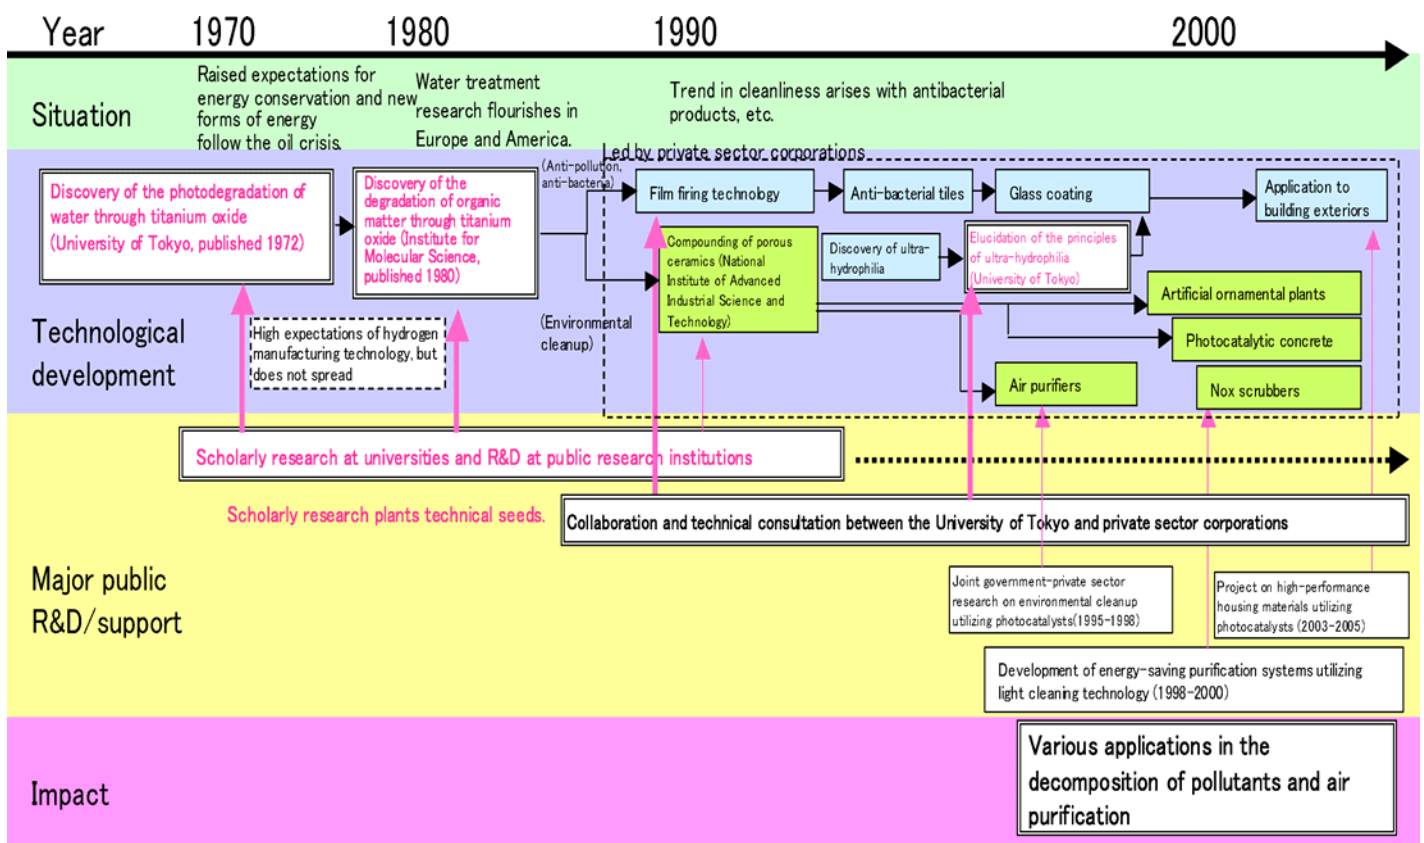 Year 1970 1980 1990 2000
Situation
Raised expectations for
energy conservation and new
forms of energy
follow the oil crisis.
Water treatment
research flourishes in
Europe and America.
Trend in cleanliness arises with antibacterial
products, etc.
Technological
development
Discovery of the photodegradation of
water through titanium oxide
(University of Tokyo, published 1972)
Discovery of the
degradation of organic
matter through titanium
oxide (Institute for
Molecular Science,
published 1980)
High expectations of hydrogen
manufacturing technology, but
does not spread
(Anti-pollution,
anti-bacteria)
(Environmental
cleanup)
Led by private sector corporations
Film firing technology
Anti-bacterial tiles
Glass coating
Application to
building exteriors
Compounding of porous
ceramics (National
Institute of Advanced
Industrial Science and
Technology)
Discovery of ultra-
hydrophilia
Elucidation of the principles
of ultra-hydrophilia
(University of Tokyo)
Artificial ornamental plants
Photocatalytic concrete
Air purifiers
Nox scrubbers
Major public
R&D/support
Scholarly research at universities and R&D at public research institutions
Scholarly research plants technical seeds.
Collaboration and technical consultation between the University of Tokyo and private sector corporations
Joint government-private sector
research on environmental cleanup
utilizing photocatalysts(1995-1998)
Project on high-performance
housing materials utilizing
photocatalysts (2003-2005)
Development of energy-saving purification systems utilizing
light cleaning technology (1998-2000)
Impact
Various applications in the
decomposition of pollutants and air
purification